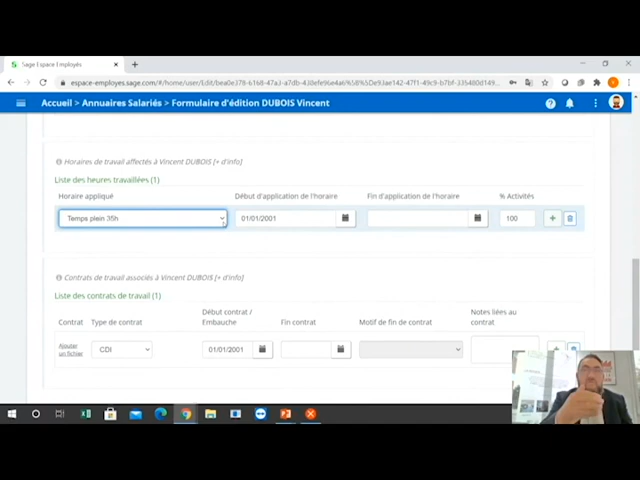 Sage Espace Employés
espace-employes.sage.com/#/home/user/Edit/
Accueil > Annuaires Salariés > Formulaire d'édition DUBOIS Vincent
Horaires de travail affectés à Vincent DUBOIS [+ d'info]
Liste des heures travaillées (1)
Horaire appliqué Début d'application de l'horaire Fin d'application de l'horaire % Activités
Temps plein 35h 01/01/2001 100
Contrats de travail associés à Vincent DUBOIS [+ d'info]
Liste des contrats de travail (1)
Contrat Type de contrat Début contrat / Embauche Fin contrat Motif de fin de contrat Notes liées au contrat
Ajouter un fichier CDI 01/01/2001